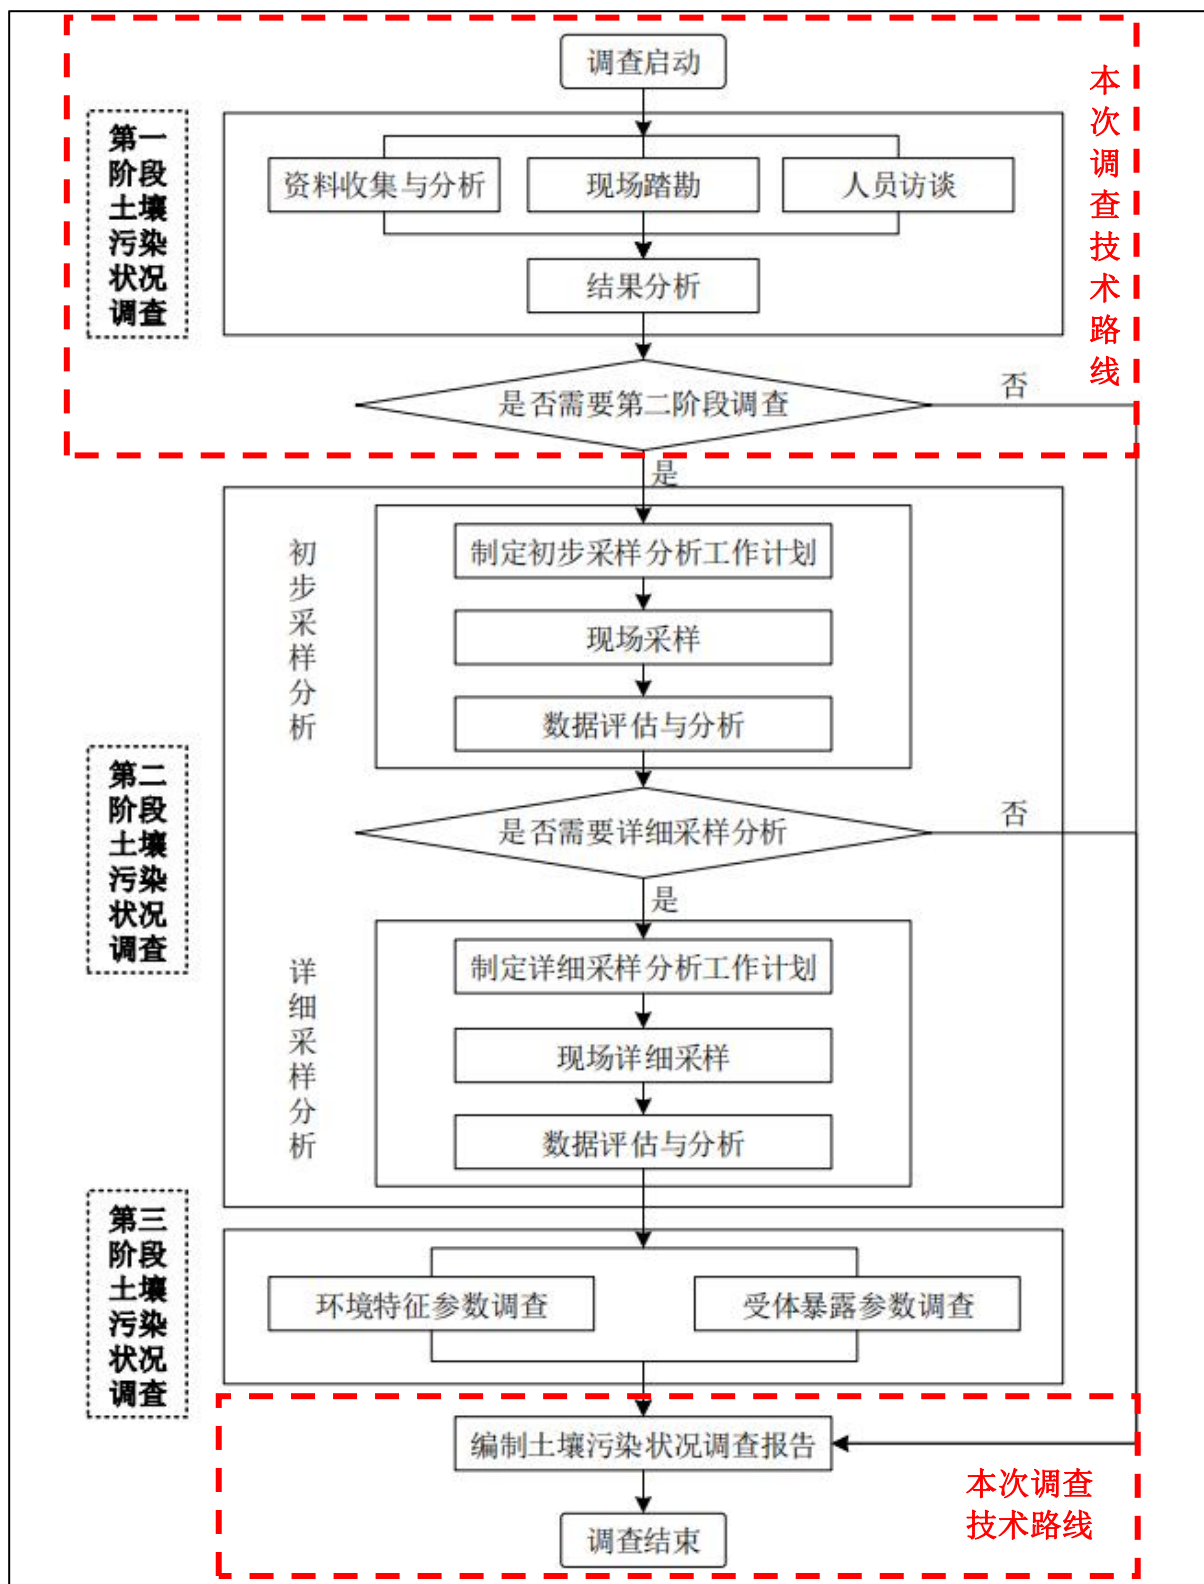 调查启动
本次调查技术路线
第一
阶段
土壤
污染
状况
调查
资料收集与分析
现场踏勘
人员访谈
结果分析
是否需要第二阶段调查
否
是
初步采样分析
制定初步采样分析工作计划
现场采样
数据评估与分析
第二
阶段
土壤
污染
状况
调查
是否需要详细采样分析
否
是
详细采样分析
制定详细采样分析工作计划
现场详细采样
数据评估与分析
第三
阶段
土壤
污染
状况
调查
环境特征参数调查
受体暴露参数调查
编制土壤污染状况调查报告
本次调查
技术路线
调查结束